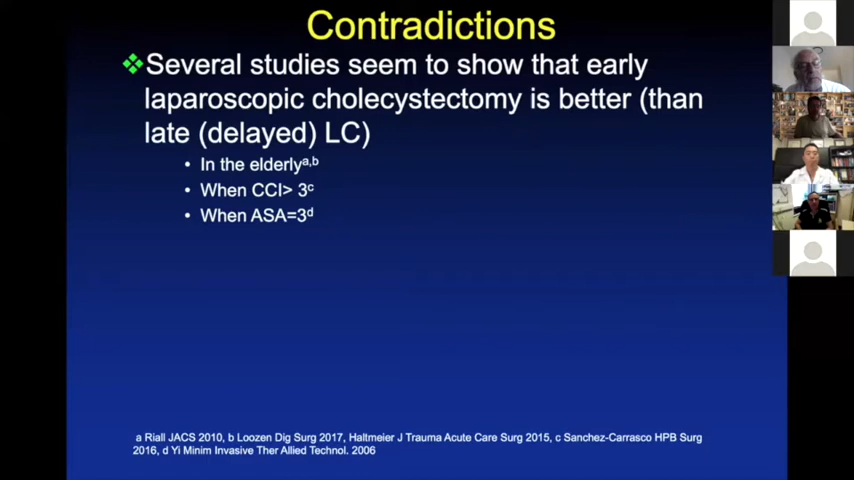 Contradictions
❖Several studies seem to show that early
laparoscopic cholecystectomy is better (than
late (delayed) LC)
• In the elderlyᵃ,ᵇ
• When CCI> 3ᶜ
• When ASA=3ᵈ
a Riall JACS 2010, b Loozen Dig Surg 2017, Haltmeier J Trauma Acute Care Surg 2015, c Sanchez-Carrasco HPB Surg
2016, d Yi Minim Invasive Ther Allied Technol. 2006